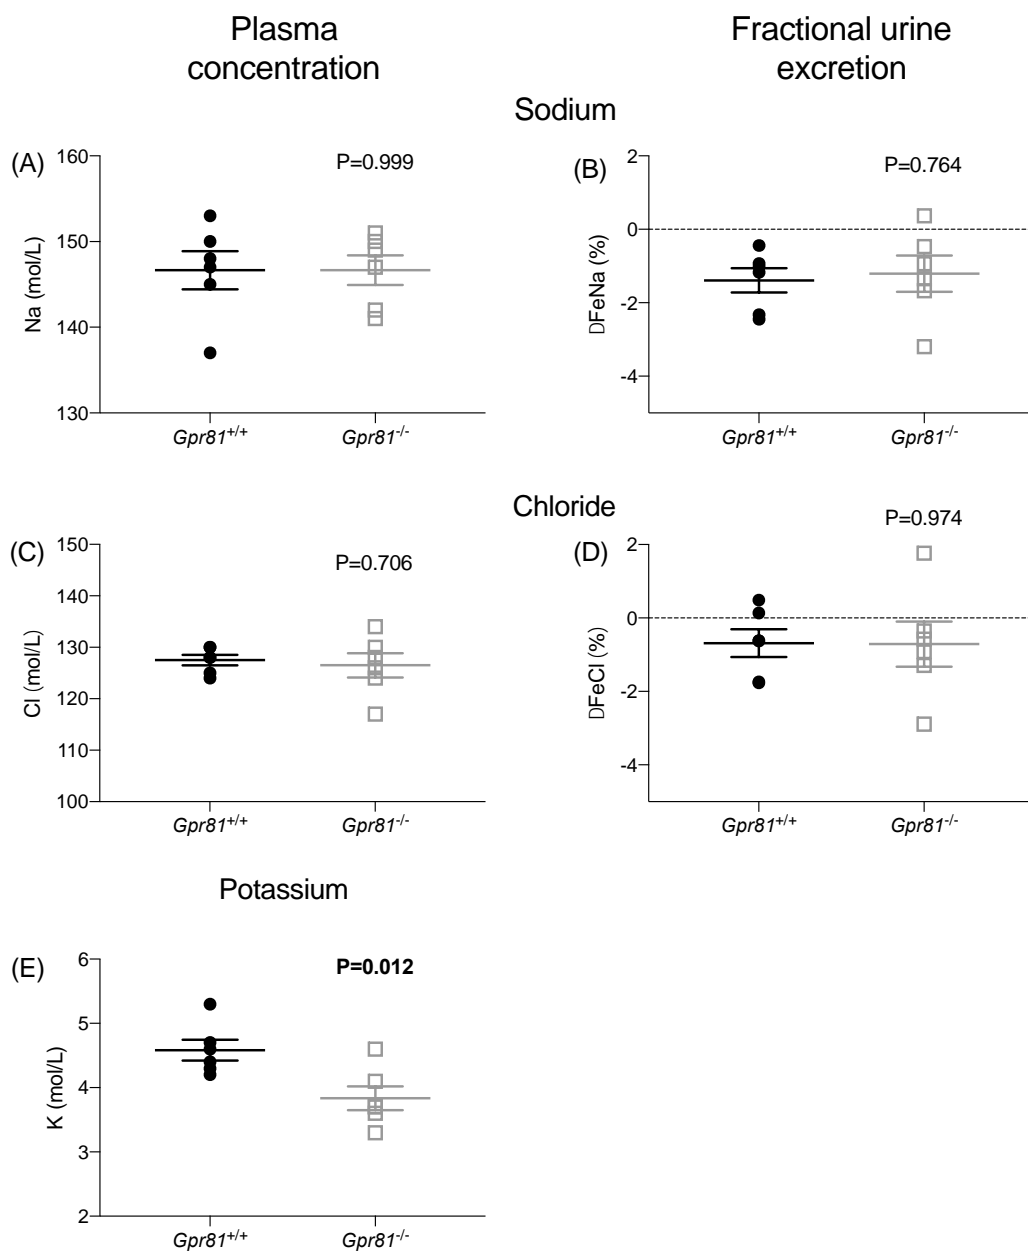 Plasma
concentration
Fractional urine
excretion
Sodium
(A)
P=0.999
160
150
140
130
Na (mol/L)
Gpr81+/+
Gpr81-/-
(B)
P=0.764
2
0
-2
-4
▯FeNa (%)
Gpr81+/+
Gpr81-/-
Chloride
(C)
P=0.706
150
140
130
120
110
100
Cl (mol/L)
Gpr81+/+
Gpr81-/-
(D)
P=0.974
2
0
-2
-4
▯FeCl (%)
Gpr81+/+
Gpr81-/-
Potassium
(E)
P=0.012
6
5
4
3
2
K (mol/L)
Gpr81+/+
Gpr81-/-